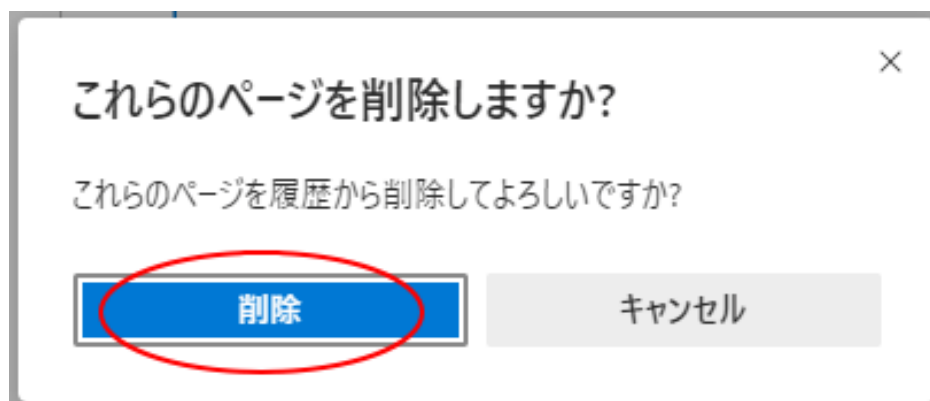 これらのページを削除しますか?
これらのページを履歴から削除してよろしいですか?
削除
キャンセル